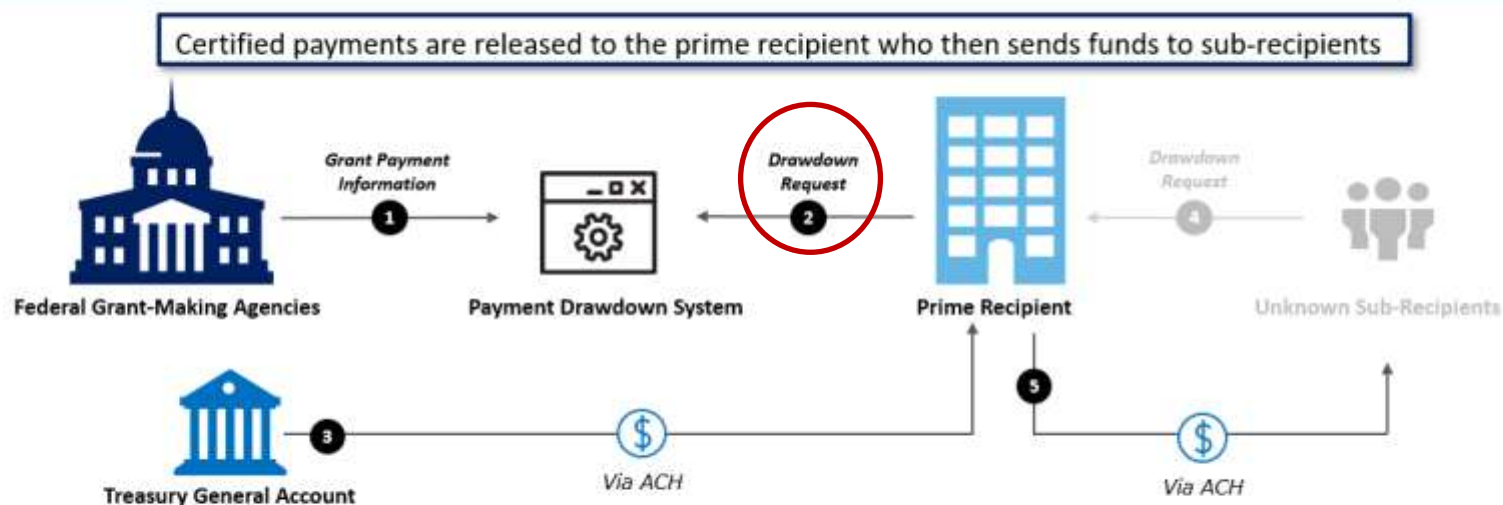 Certified payments are released to the prime recipient who then sends funds to sub-recipients
Grant Payment
Information
1
Drawdown
Request
2
Drawdown
Request
4
Federal Grant-Making Agencies
Payment Drawdown System
Prime Recipient
Unknown Sub-Recipients
3
$
Via ACH
5
$
Via ACH
Treasury General Account